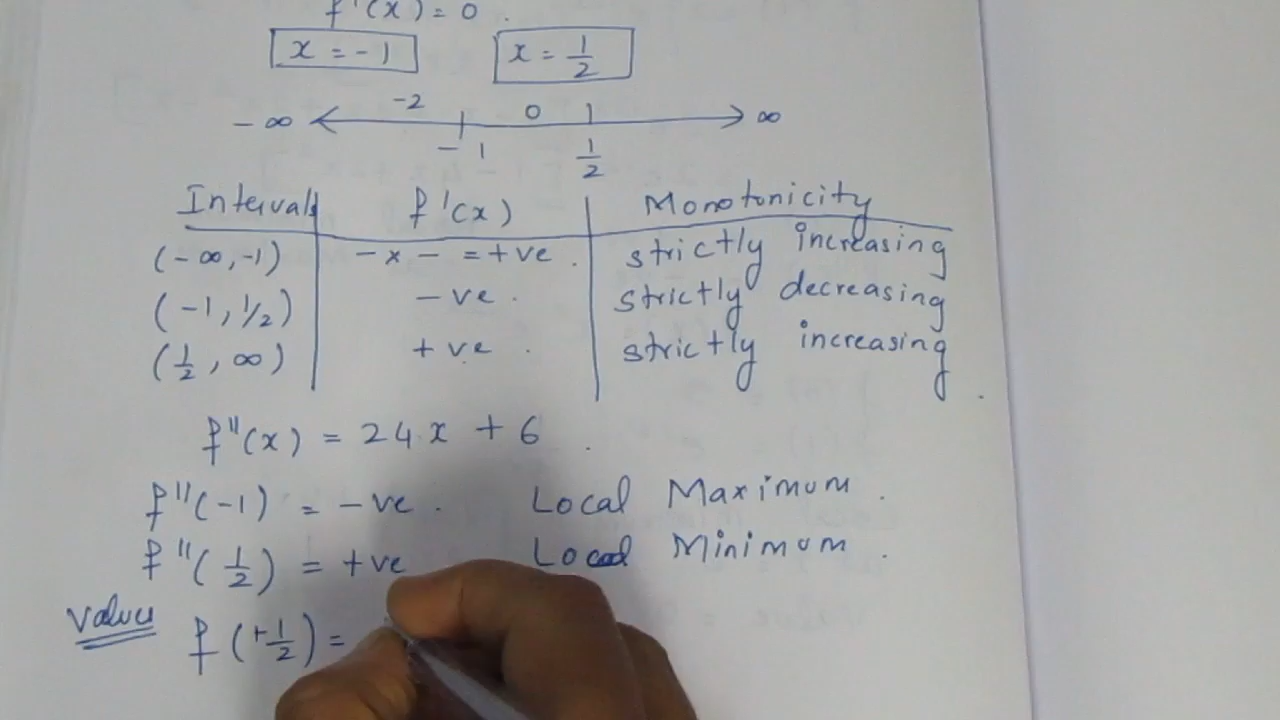 f'(x) = 0 .
x = -1    x = 1/2
-∞    -2    0    ∞
-1    1/2
Intervals    f'(x)    Monotonicity
(-∞,-1)    - x - = +ve .    strictly increasing
(-1, 1/2)    -ve .    strictly decreasing
(1/2, ∞)    +ve .    strictly increasing
f''(x) = 24x + 6 .
f''(-1) = -ve .    Local Maximum .
f''(1/2) = +ve    Local Minimum .
Values    f(+1/2) =